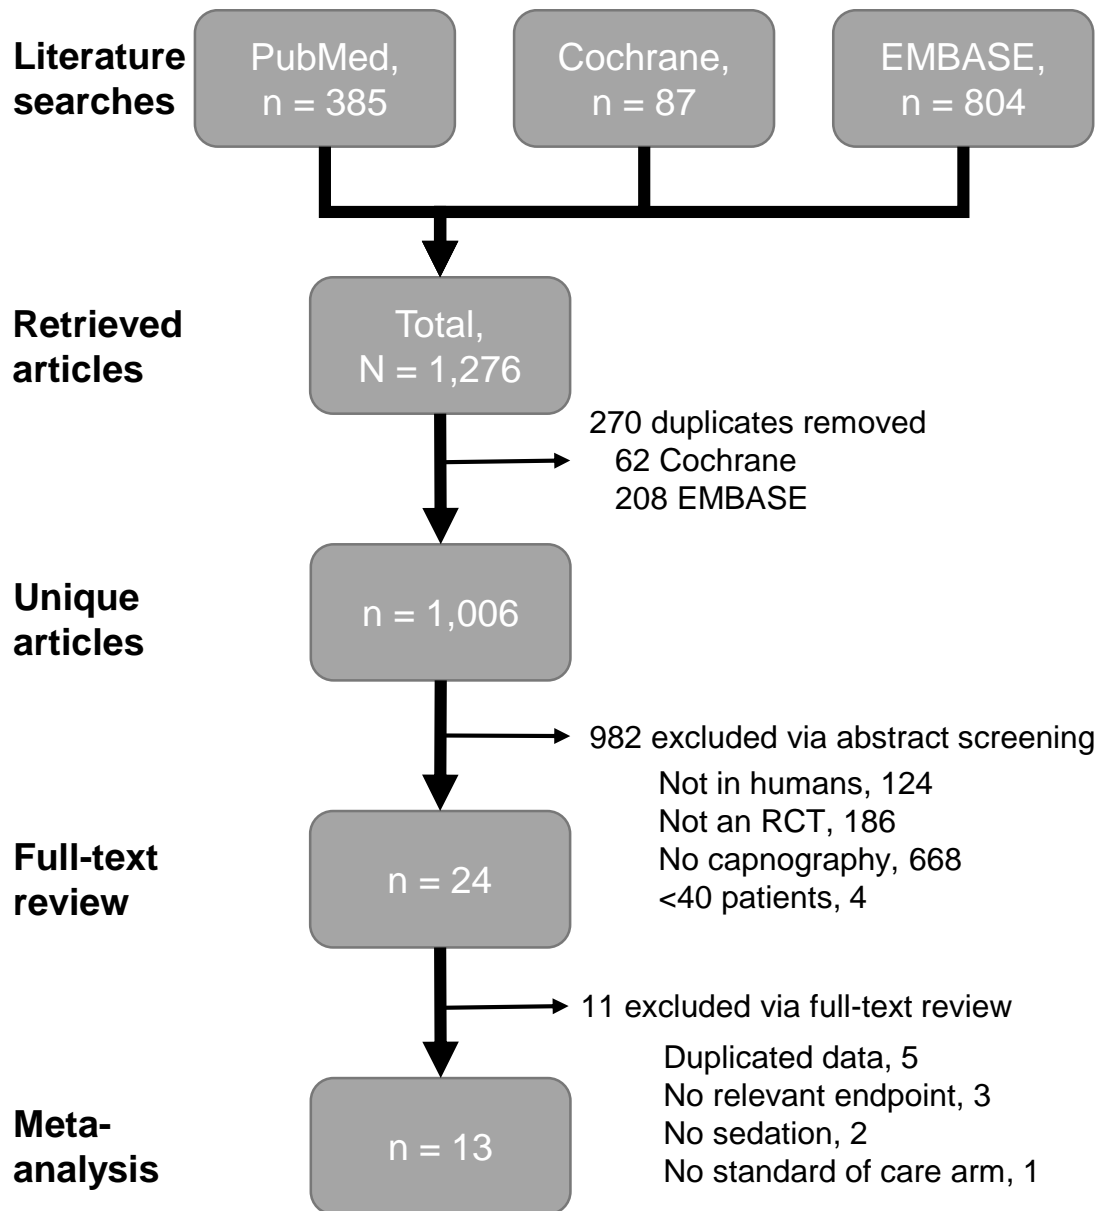 Literature
searches
PubMed,
n = 385
Cochrane,
n = 87
EMBASE,
n = 804
Retrieved
articles
Total,
N = 1,276
270 duplicates removed
62 Cochrane
208 EMBASE
Unique
articles
n = 1,006
982 excluded via abstract screening
Not in humans, 124
Not an RCT, 186
No capnography, 668
<40 patients, 4
Full-text
review
n = 24
11 excluded via full-text review
Duplicated data, 5
No relevant endpoint, 3
No sedation, 2
No standard of care arm, 1
Meta-
analysis
n = 13